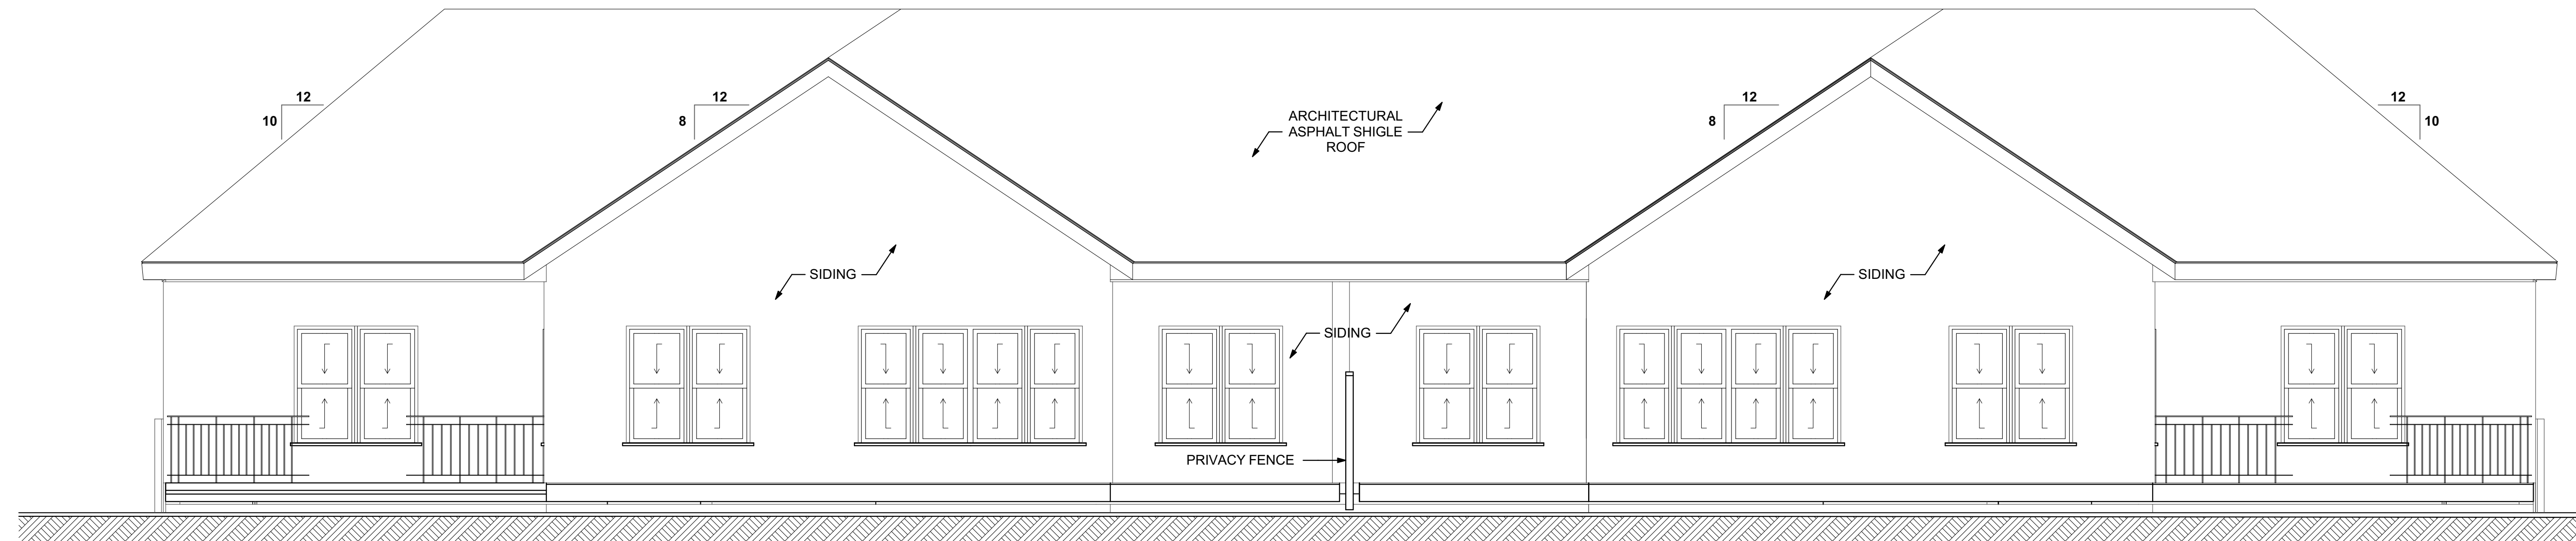 12
10
12
8
ARCHITECTURAL
ASPHALT SHIGLE
ROOF
12
8
12
10
SIDING
SIDING
SIDING
PRIVACY FENCE